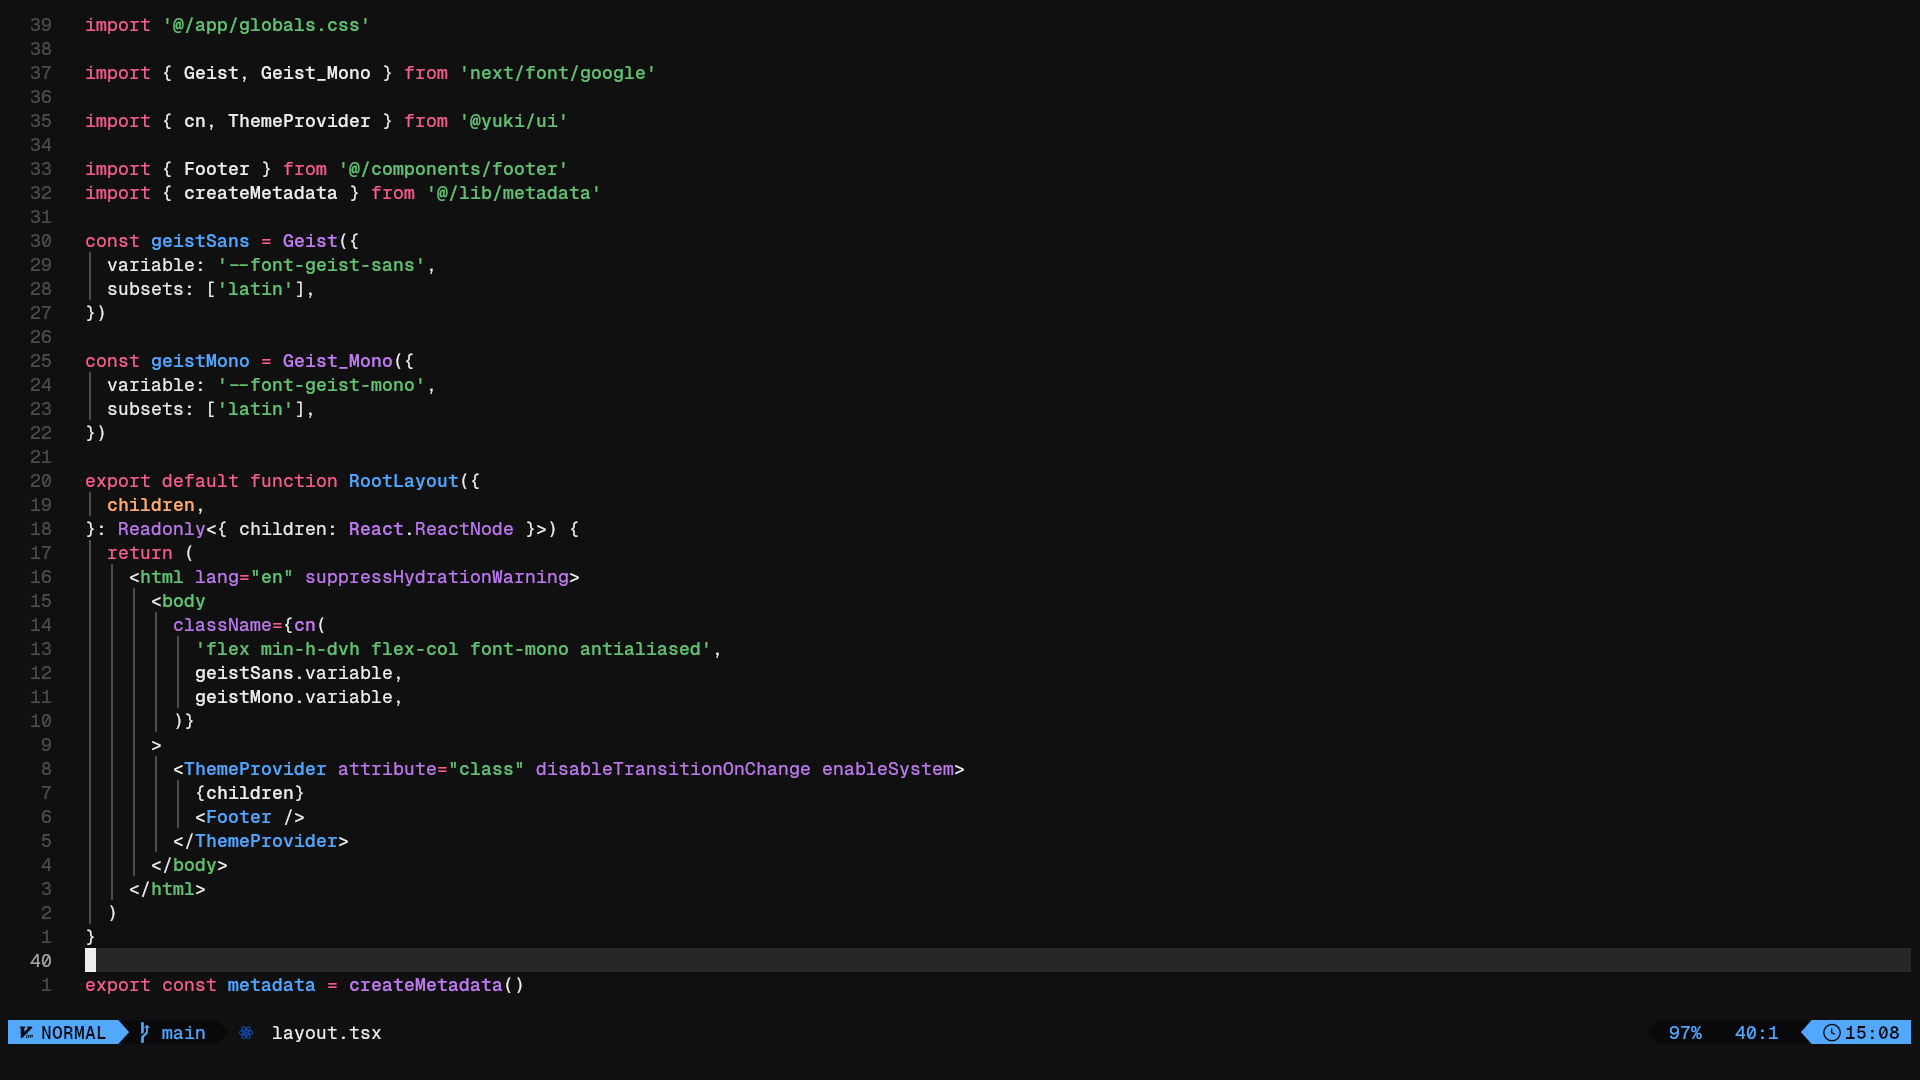 39 import '@/app/globals.css'
38
37 import { Geist, Geist_Mono } from 'next/font/google'
36
35 import { cn, ThemeProvider } from '@yuki/ui'
34
33 import { Footer } from '@/components/footer'
32 import { createMetadata } from '@/lib/metadata'
31
30 const geistSans = Geist({
29   variable: '--font-geist-sans',
28   subsets: ['latin'],
27 })
26
25 const geistMono = Geist_Mono({
24   variable: '--font-geist-mono',
23   subsets: ['latin'],
22 })
21
20 export default function RootLayout({
19   children,
18 }: Readonly<{ children: React.ReactNode }>) {
17   return (
16     <html lang="en" suppressHydrationWarning>
15       <body
14         className={cn(
13           'flex min-h-dvh flex-col font-mono antialiased',
12           geistSans.variable,
11           geistMono.variable,
10         )}
9       >
8         <ThemeProvider attribute="class" disableTransitionOnChange enableSystem>
7           {children}
6           <Footer />
5         </ThemeProvider>
4       </body>
3     </html>
2   )
1 }
40
1 export const metadata = createMetadata()
NORMAL main layout.tsx 97% 40:1 15:08